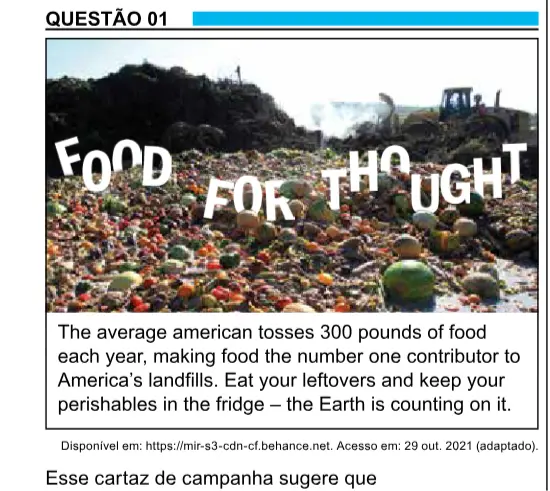 QUESTÃO 01
FOOD FOR THOUGHT
The average american tosses 300 pounds of food
each year, making food the number one contributor to
America's landfills. Eat your leftovers and keep your
perishables in the fridge – the Earth is counting on it.
Disponível em: https://mir-s3-cdn-cf.behance.net. Acesso em: 29 out. 2021 (adaptado).
Esse cartaz de campanha sugere que